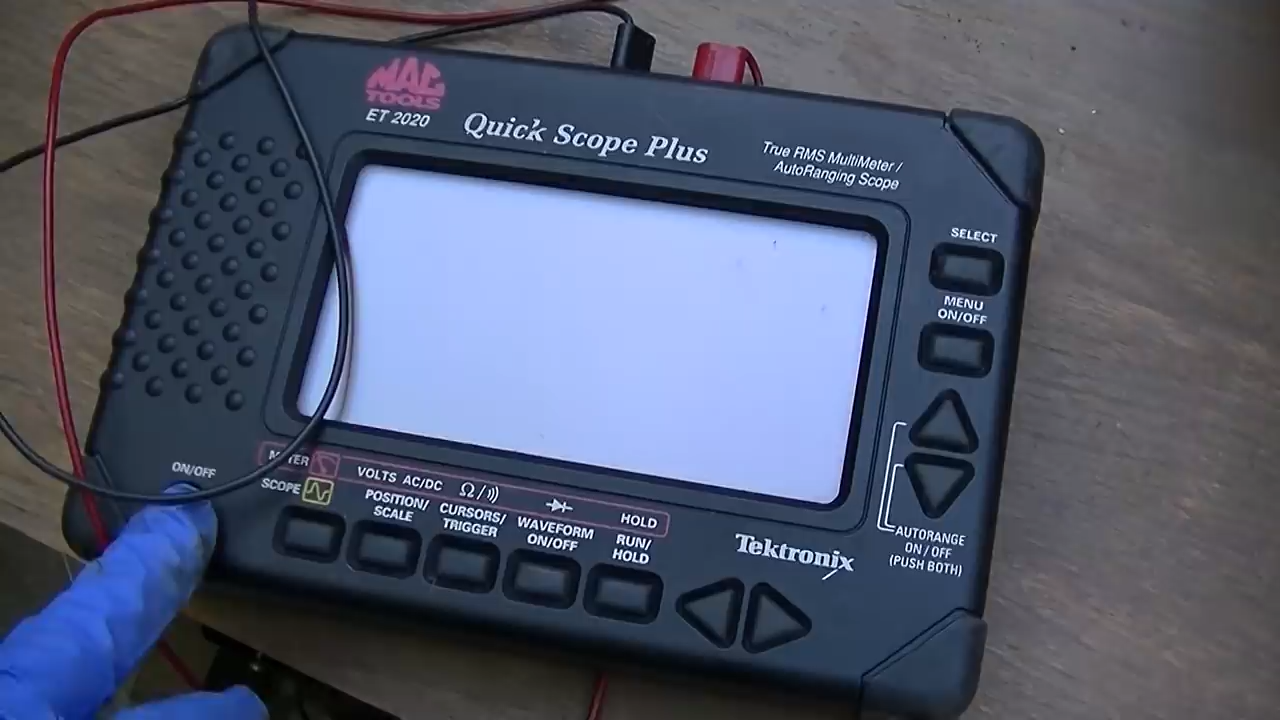 MAC
TOOLS
ET 2020
Quick Scope Plus
True RMS MultiMeter /
AutoRanging Scope
SELECT
MENU
ON/OFF
ON/OFF
METER
VOLTS AC/DC
Ω/
HOLD
SCOPE
POSITION/
SCALE
CURSORS/
TRIGGER
WAVEFORM
ON/OFF
RUN/
HOLD
Tektronix
AUTORANGE
ON / OFF
(PUSH BOTH)